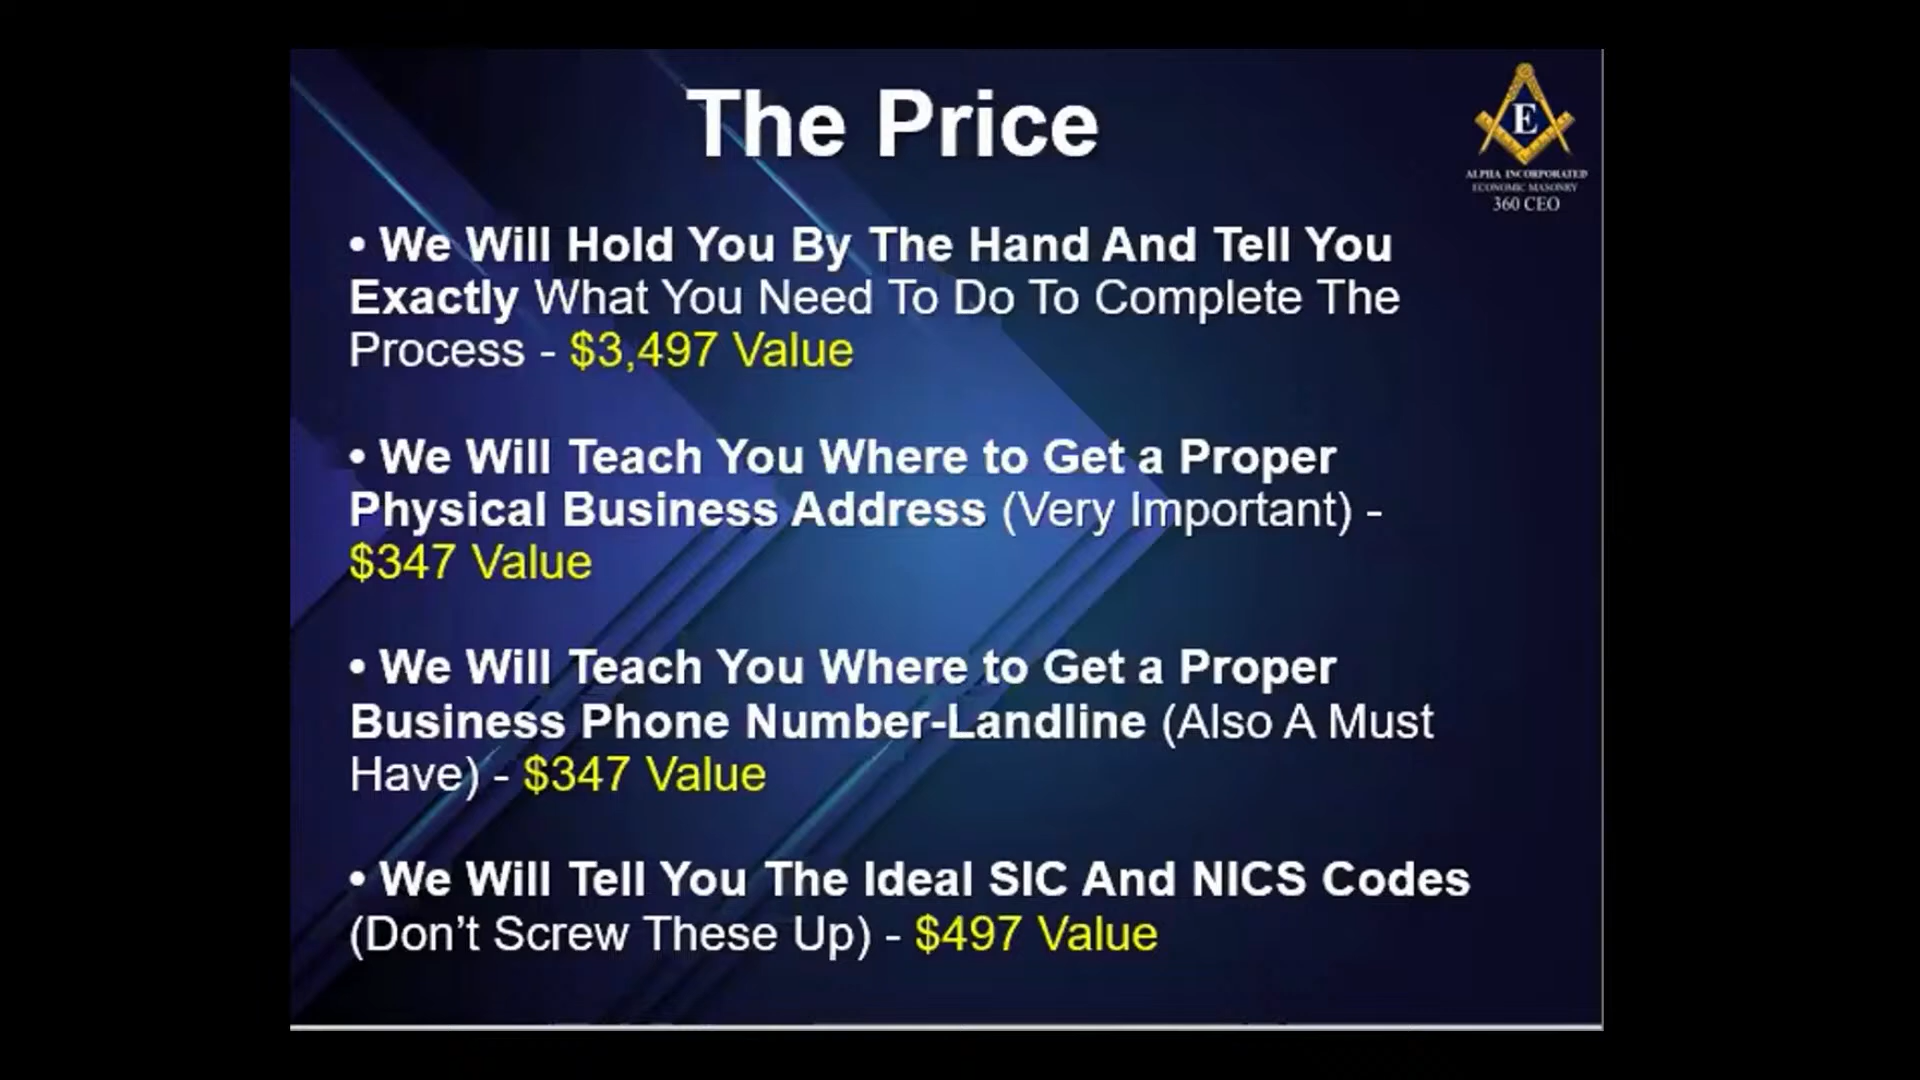 The Price
E
ALPHA INCORPORATED
ECONOMIC MASONRY
360 CEO
• We Will Hold You By The Hand And Tell You
Exactly What You Need To Do To Complete The
Process - $3,497 Value
• We Will Teach You Where to Get a Proper
Physical Business Address (Very Important) -
$347 Value
• We Will Teach You Where to Get a Proper
Business Phone Number-Landline (Also A Must
Have) - $347 Value
• We Will Tell You The Ideal SIC And NICS Codes
(Don’t Screw These Up) - $497 Value